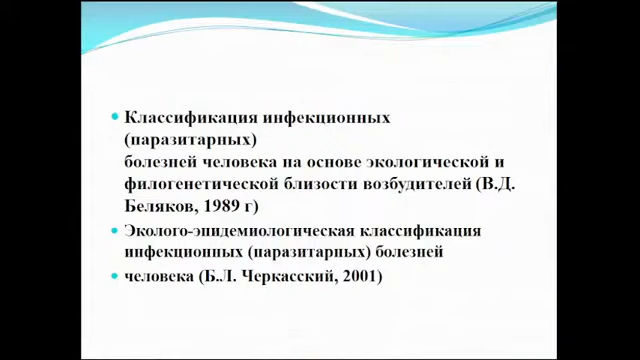 Классификация инфекционных
(паразитарных)
болезней человека на основе экологической и
филогенетической близости возбудителей (В.Д.
Беляков, 1989 г)
Эколого-эпидемиологическая классификация
инфекционных (паразитарных) болезней
человека (Б.Л. Черкасский, 2001)